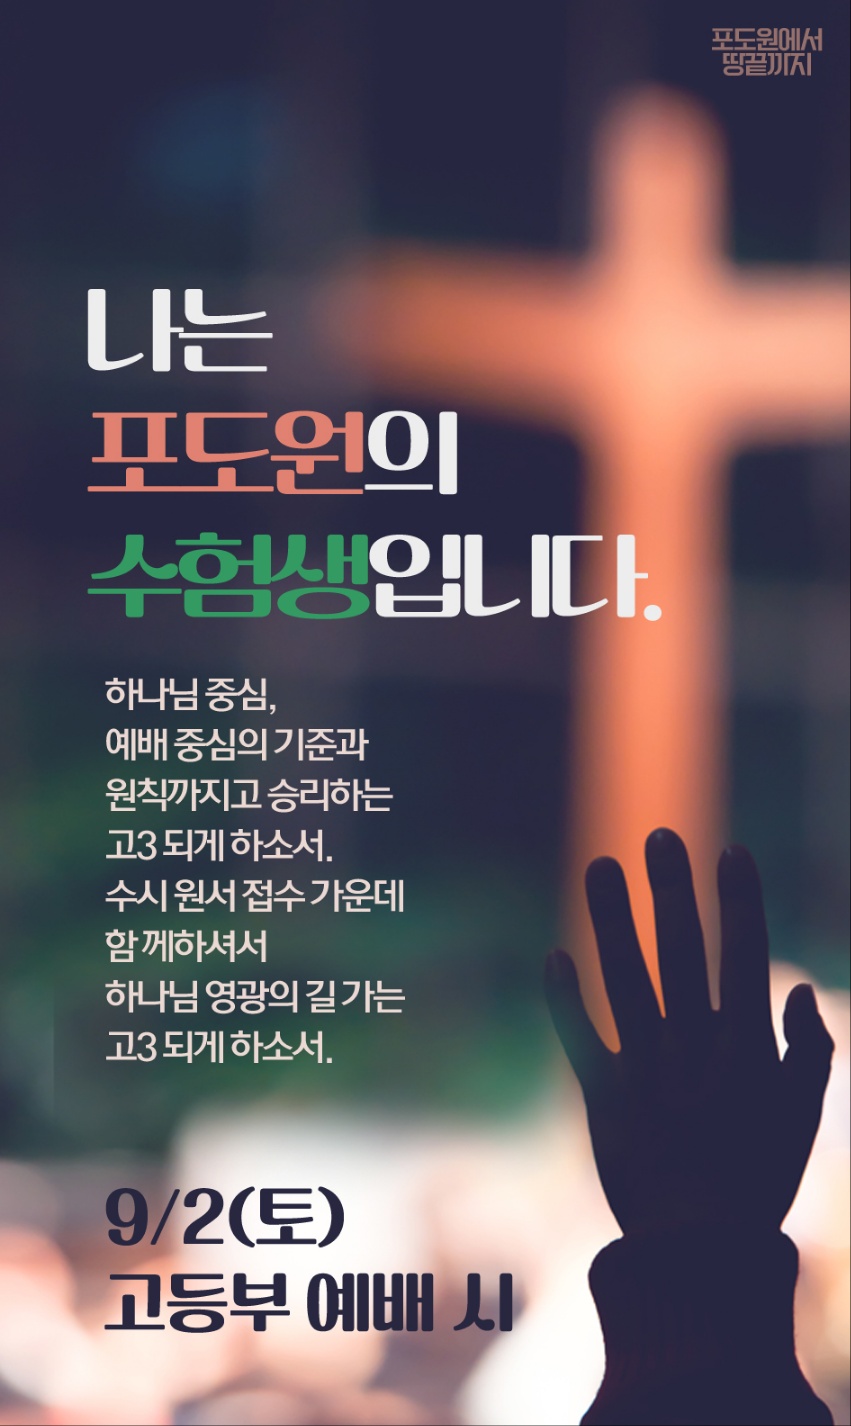 포도원에서
땅끝까지
나는
포도원의
수험생입니다.
하나님 중심,
예배 중심의 기준과
원칙까지고 승리하는
고3 되게 하소서.
수시 원서 접수 가운데
함 께하셔서
하나님 영광의 길 가는
고3 되게 하소서.
9/2(토)
고등부 예배 시